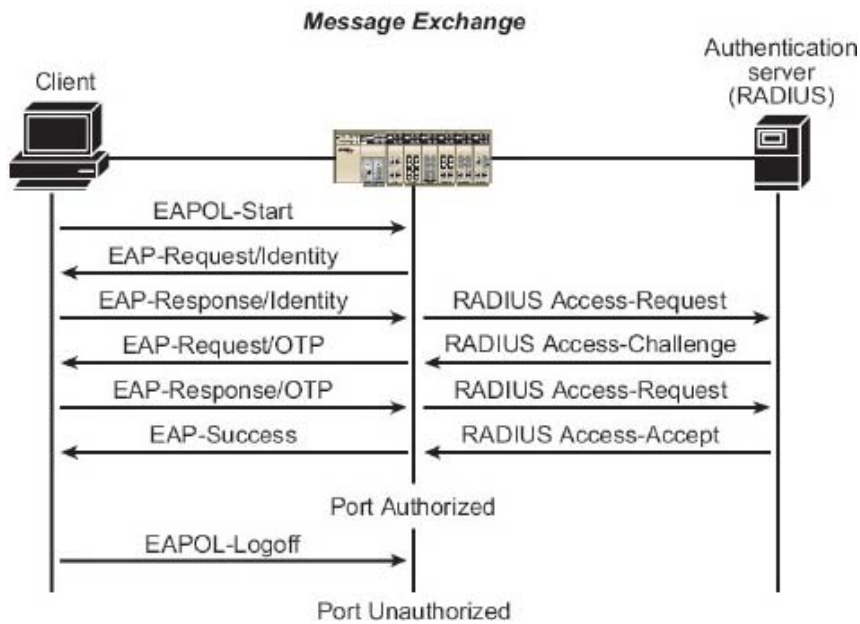 Message Exchange
Client
Authentication
server
(RADIUS)
EAPOL-Start
EAP-Request/Identity
EAP-Response/Identity
RADIUS Access-Request
EAP-Request/OTP
RADIUS Access-Challenge
EAP-Response/OTP
RADIUS Access-Request
EAP-Success
RADIUS Access-Accept
Port Authorized
EAPOL-Logoff
Port Unauthorized